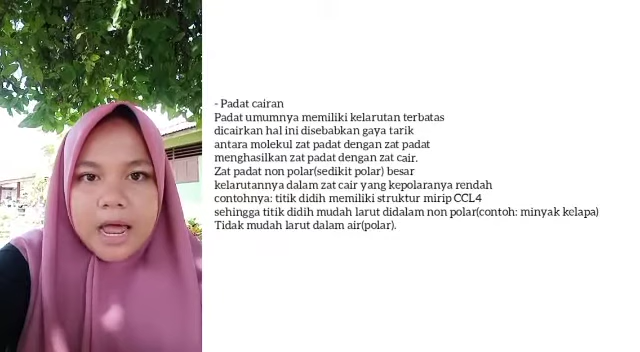 - Padat cairan
Padat umumnya memiliki kelarutan terbatas
dicairkan hal ini disebabkan gaya tarik
antara molekul zat padat dengan zat padat
menghasilkan zat padat dengan zat cair.
Zat padat non polar(sedikit polar) besar
kelarutannya dalam zat cair yang kepolaranya rendah
contohnya: titik didih memiliki struktur mirip CCL4
sehingga titik didih mudah larut didalam non polar(contoh: minyak kelapa)
Tidak mudah larut dalam air(polar).